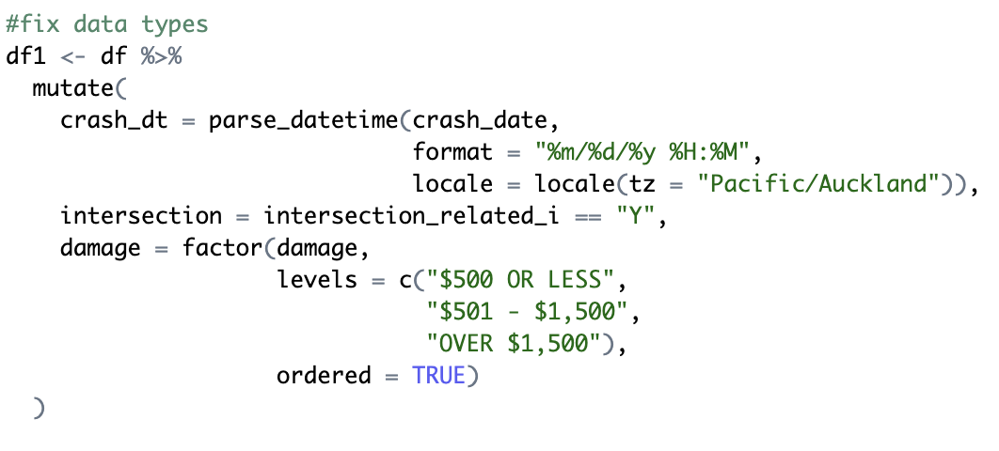 #fix data types
df1 <- df %>%
  mutate(
    crash_dt = parse_datetime(crash_date,
                              format = "%m/%d/%y %H:%M",
                              locale = locale(tz = "Pacific/Auckland")),
    intersection = intersection_related_i == "Y",
    damage = factor(damage,
                    levels = c("$500 OR LESS",
                               "$501 - $1,500",
                               "OVER $1,500"),
                    ordered = TRUE)
  )